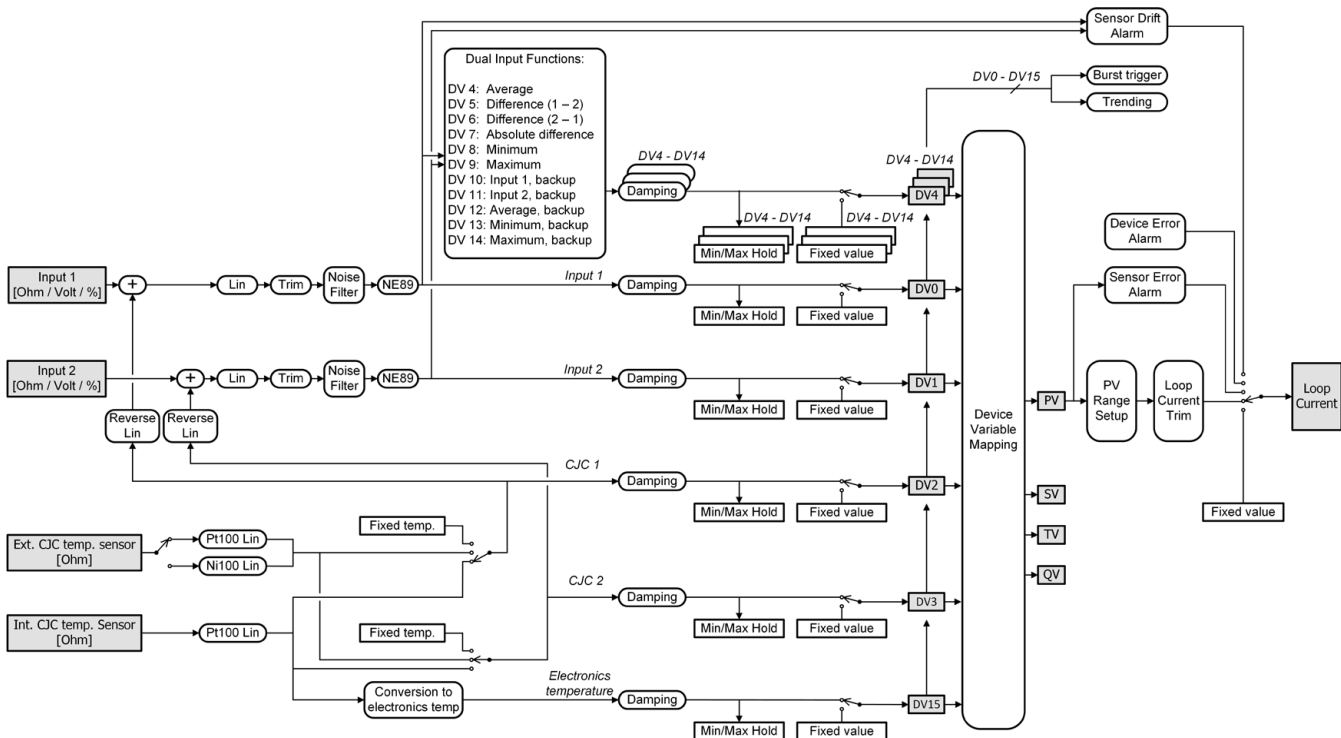 Sensor Drift
Alarm
Dual Input Functions:
DV 4: Average
DV 5: Difference (1 – 2)
DV 6: Difference (2 – 1)
DV 7: Absolute difference
DV 8: Minimum
DV 9: Maximum
DV 10: Input 1, backup
DV 11: Input 2, backup
DV 12: Average, backup
DV 13: Minimum, backup
DV 14: Maximum, backup
DV0 - DV15
Burst trigger
Trending
DV4 - DV14
Damping
DV4 - DV14
DV4
DV4 - DV14
Min/Max Hold
DV4 - DV14
Fixed value
Device Error
Alarm
Sensor Error
Alarm
Input 1
[Ohm / Volt / %]
+
Lin
Trim
Noise
Filter
NE89
Input 1
Damping
Min/Max Hold
Fixed value
DV0
Input 2
[Ohm / Volt / %]
+
Lin
Trim
Noise
Filter
NE89
Input 2
Damping
Min/Max Hold
Fixed value
DV1
Reverse
Lin
Reverse
Lin
Device
Variable
Mapping
PV
PV
Range
Setup
Loop
Current
Trim
Loop
Current
Fixed value
SV
TV
QV
CJC 1
Damping
Min/Max Hold
Fixed value
DV2
Ext. CJC temp. sensor
[Ohm]
Pt100 Lin
Ni100 Lin
Fixed temp.
CJC 2
Damping
Min/Max Hold
Fixed value
DV3
Int. CJC temp. Sensor
[Ohm]
Pt100 Lin
Fixed temp.
Conversion to
electronics temp
Electronics
temperature
Damping
Min/Max Hold
Fixed value
DV15